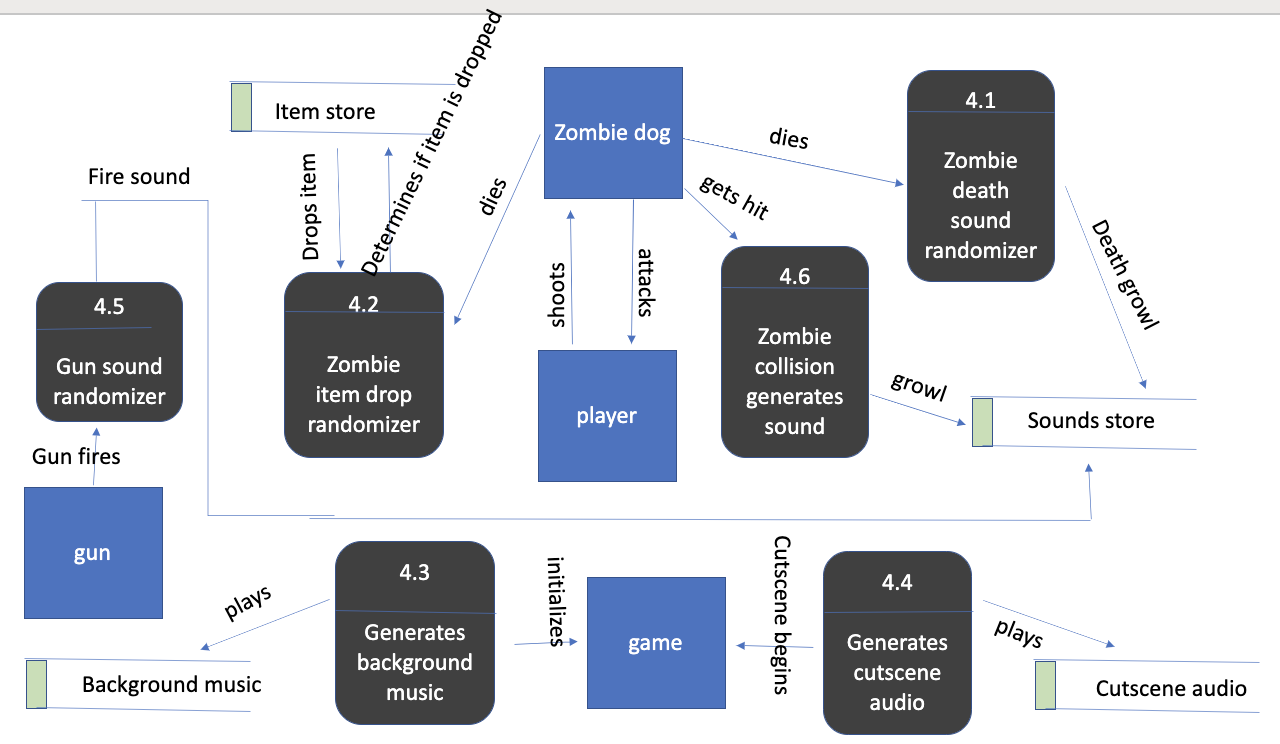 Item store
Fire sound
Drops item
Determines if item is dropped
dies
Zombie dog
dies
gets hit
4.1
Zombie
death
sound
randomizer
shoots
attacks
Death growl
4.5
Gun sound
randomizer
4.2
Zombie
item drop
randomizer
4.6
Zombie
collision
generates
sound
player
growl
Sounds store
Gun fires
gun
plays
4.3
Generates
background
music
initializes
game
Cutscene begins
4.4
Generates
cutscene
audio
plays
Background music
Cutscene audio